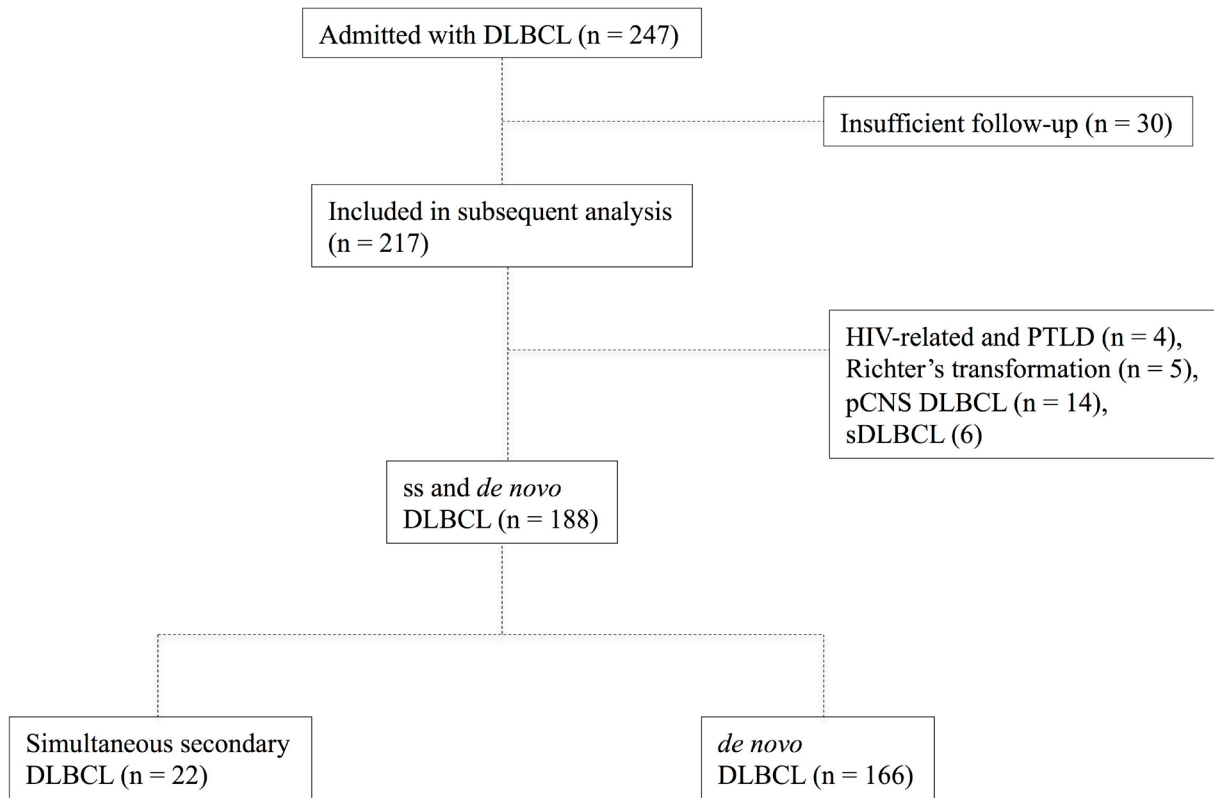 Admitted with DLBCL (n = 247)
Insufficient follow-up (n = 30)
Included in subsequent analysis
(n = 217)
HIV-related and PTLD (n = 4),
Richter’s transformation (n = 5),
pCNS DLBCL (n = 14),
sDLBCL (6)
ss and de novo
DLBCL (n = 188)
Simultaneous secondary
DLBCL (n = 22)
de novo
DLBCL (n = 166)